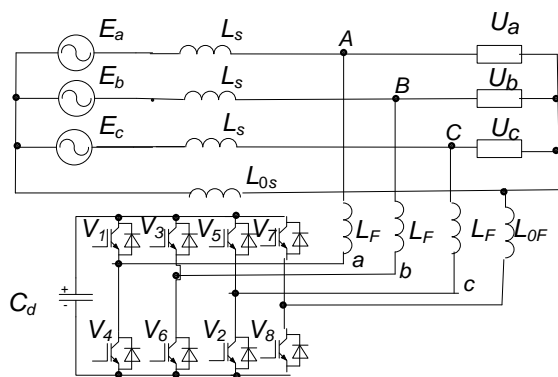 Ea
Ls
A
Ua
Eb
Ls
B
Ub
Ec
Ls
C
Uc
L0s
V1
V3
V5
V7
LF
LF
LF
L0F
a
b
c
+
-
Cd
V4
V6
V2
V8